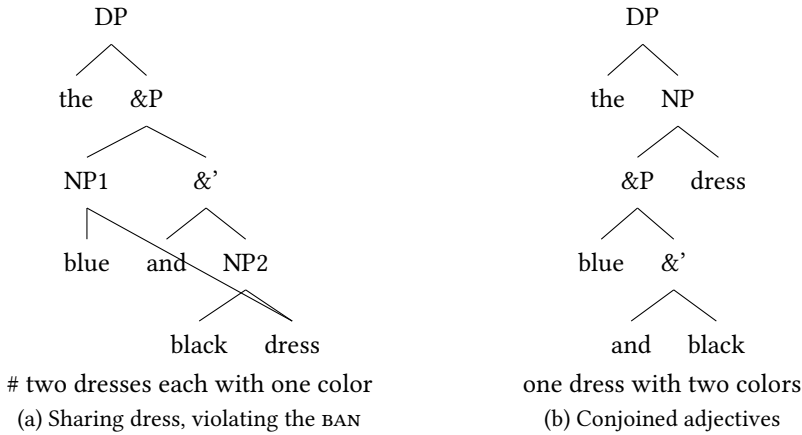 DP DP
the &P the NP
NP1 &’ &P dress
blue and NP2 blue &’
black dress and black
# two dresses each with one color one dress with two colors
(a) Sharing dress, violating the BAN (b) Conjoined adjectives